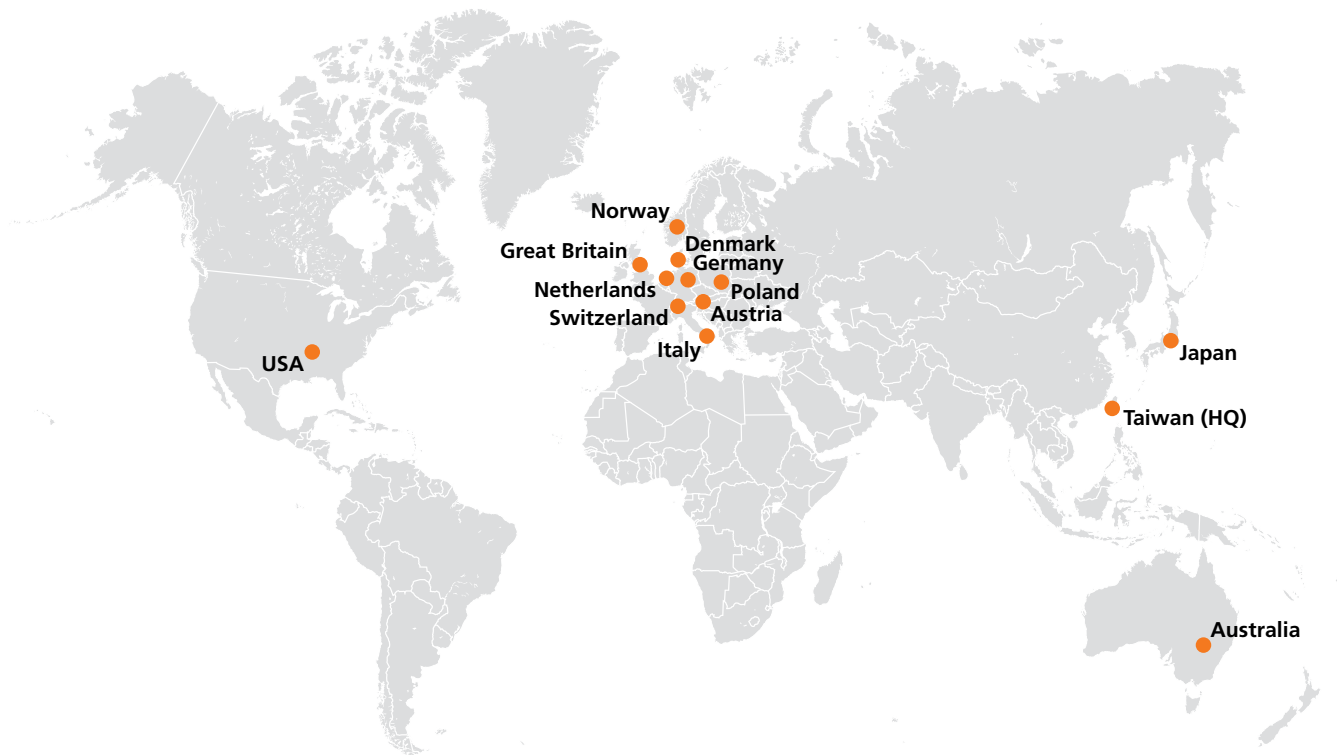 Norway
Denmark
Great Britain
Germany
Netherlands
Poland
Switzerland
Austria
Italy
USA
Japan
Taiwan (HQ)
Australia